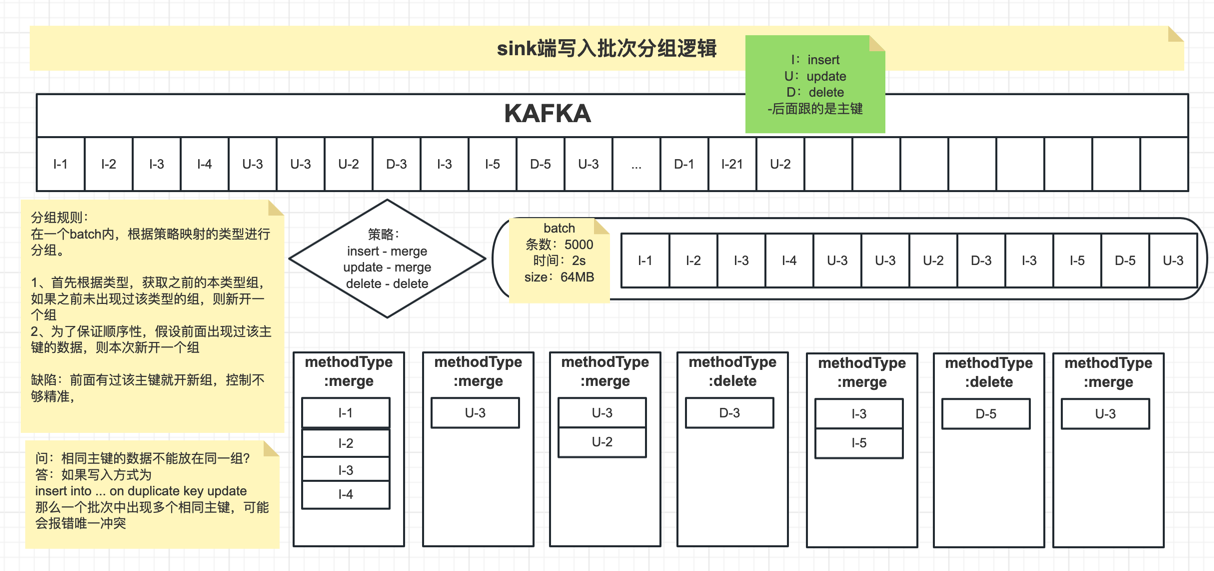 sink端写入批次分组逻辑
I：insert
U：update
D：delete
-后面跟的是主键
KAFKA
I-1 I-2 I-3 I-4 U-3 U-3 U-2 D-3 I-3 I-5 D-5 U-3 ... D-1 I-21 U-2
分组规则：
在一个batch内，根据策略映射的类型进行
分组。
1、首先根据类型，获取之前的本类型组，
如果之前未出现过该类型的组，则新开一
个组
2、为了保证顺序性，假设前面出现过该主
键的数据，则本次新开一个组
缺陷：前面有过该主键就开新组，控制不
够精准，
策略：
insert - merge
update - merge
delete - delete
batch
条数：5000
时间：2s
size：64MB
I-1 I-2 I-3 I-4 U-3 U-3 U-2 D-3 I-3 I-5 D-5 U-3
methodType
:merge
I-1
I-2
I-3
I-4
methodType
:merge
U-3
methodType
:merge
U-3
U-2
methodType
:delete
D-3
methodType
:merge
I-3
I-5
methodType
:delete
D-5
methodType
:merge
U-3
问：相同主键的数据不能放在同一组？
答：如果写入方式为
insert into ... on duplicate key update
那么一个批次中出现多个相同主键，可能
会报错唯一冲突